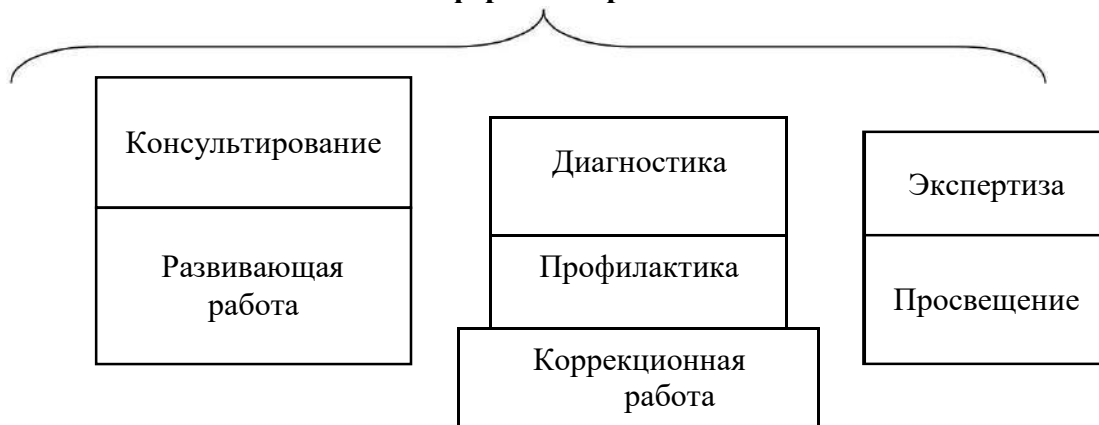 Консультирование
Развивающая
работа
Диагностика
Профилактика
Коррекционная
работа
Экспертиза
Просвещение